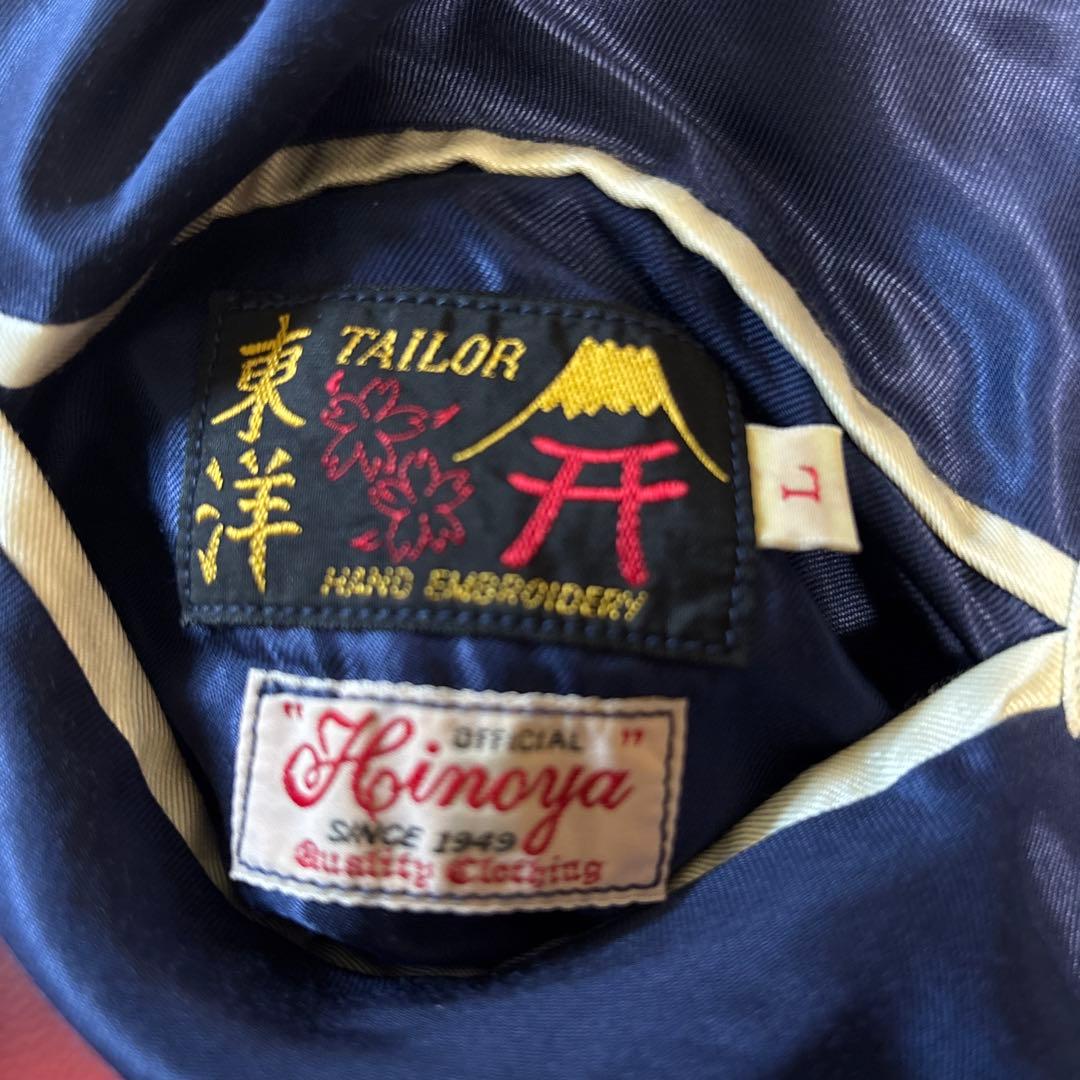 東洋
TAILOR
HAND EMBROIDERY
L
OFFICIAL
"Hinoya"
SINCE 1949
Quality Clothing